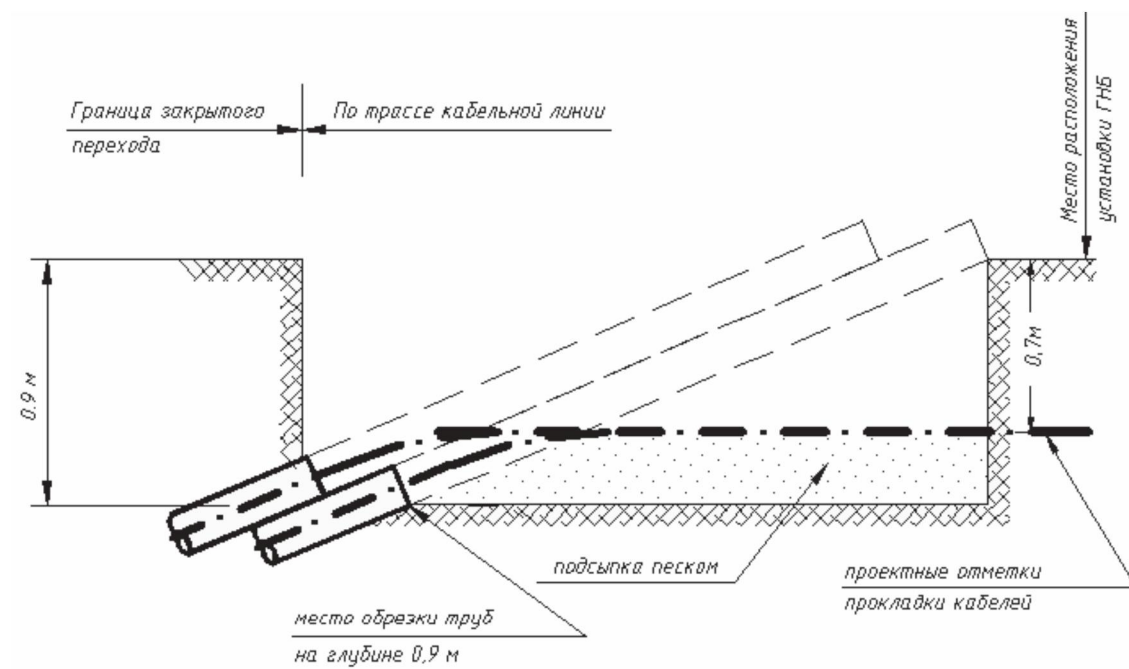 Граница закрытого
перехода
По трассе кабельной линии
Место расположения
установки ГНБ
0.9 м
0,7м
подсыпка песком
проектные отметки
прокладки кабелей
место обрезки труб
на глубине 0,9 м